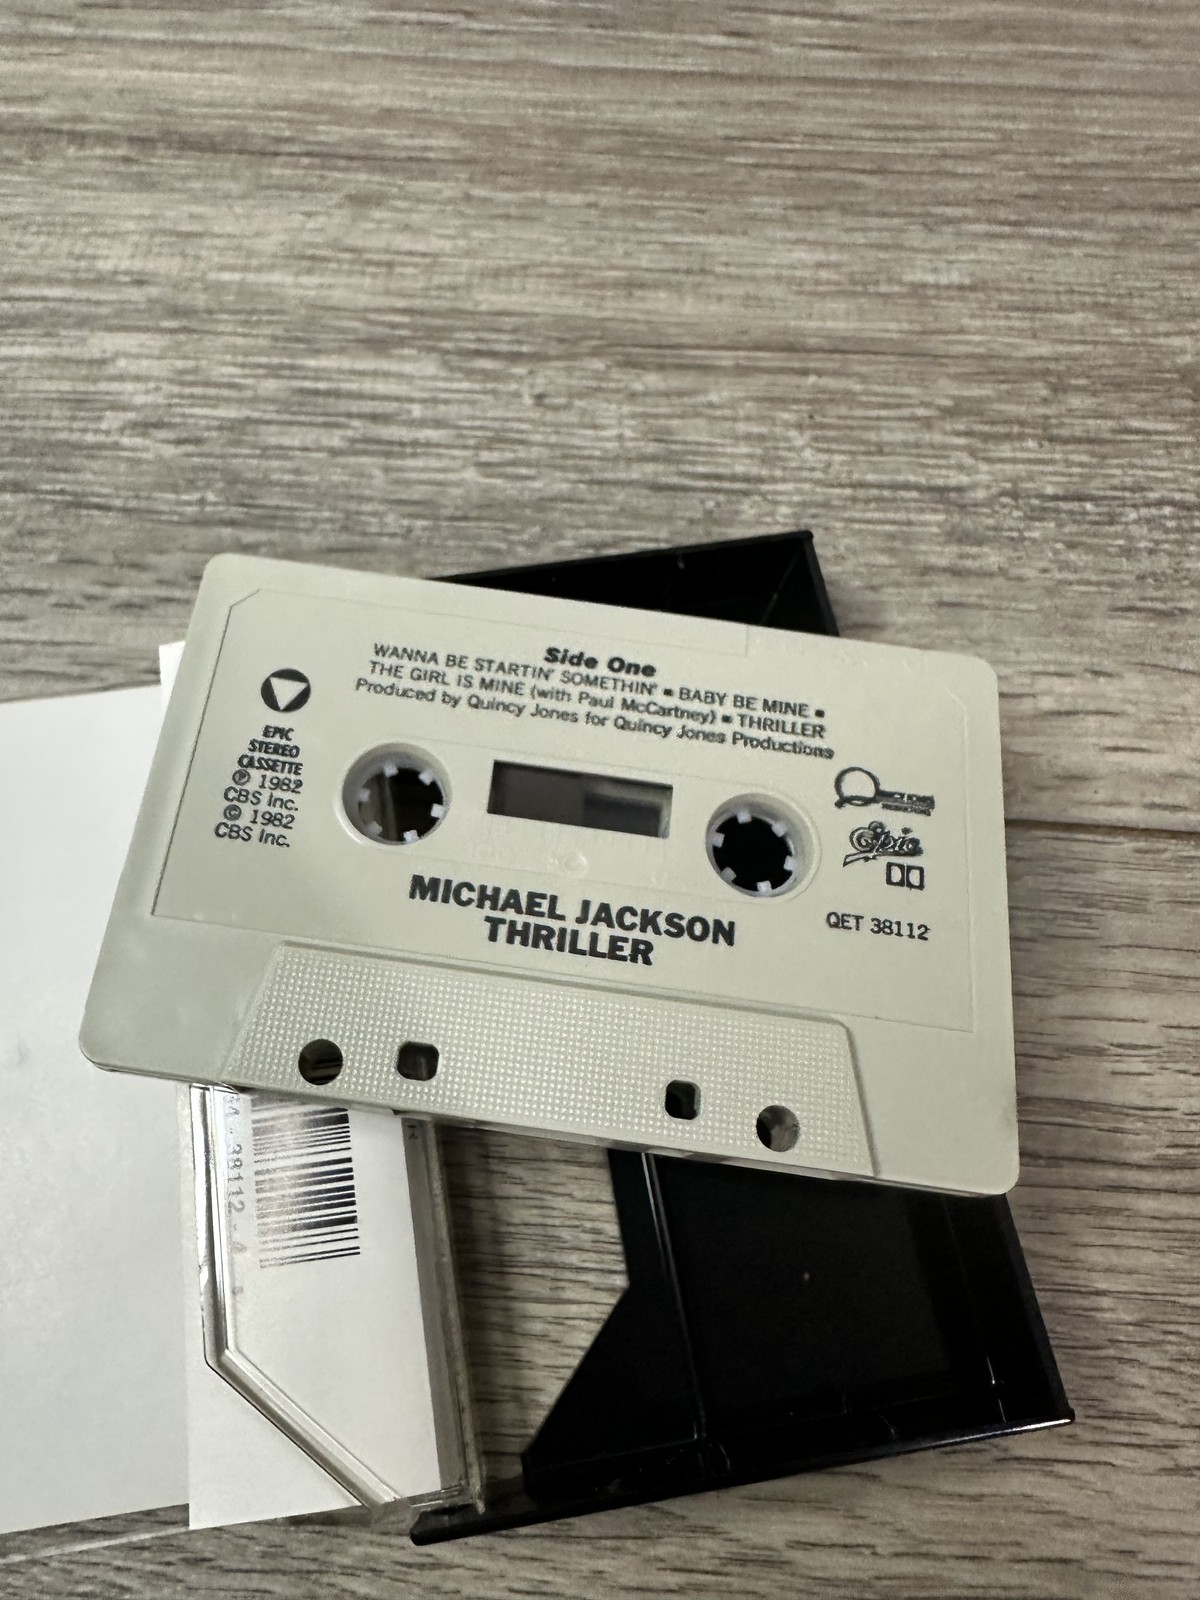 Side One
WANNA BE STARTIN' SOMETHIN' ▪ BABY BE MINE ▪
THE GIRL IS MINE (with Paul McCartney) ▪ THRILLER
Produced by Quincy Jones for Quincy Jones Productions
EPIC
STEREO
CASSETTE
℗ 1982
CBS Inc.
© 1982
CBS Inc.
Epic
QET 38112
MICHAEL JACKSON
THRILLER
38112